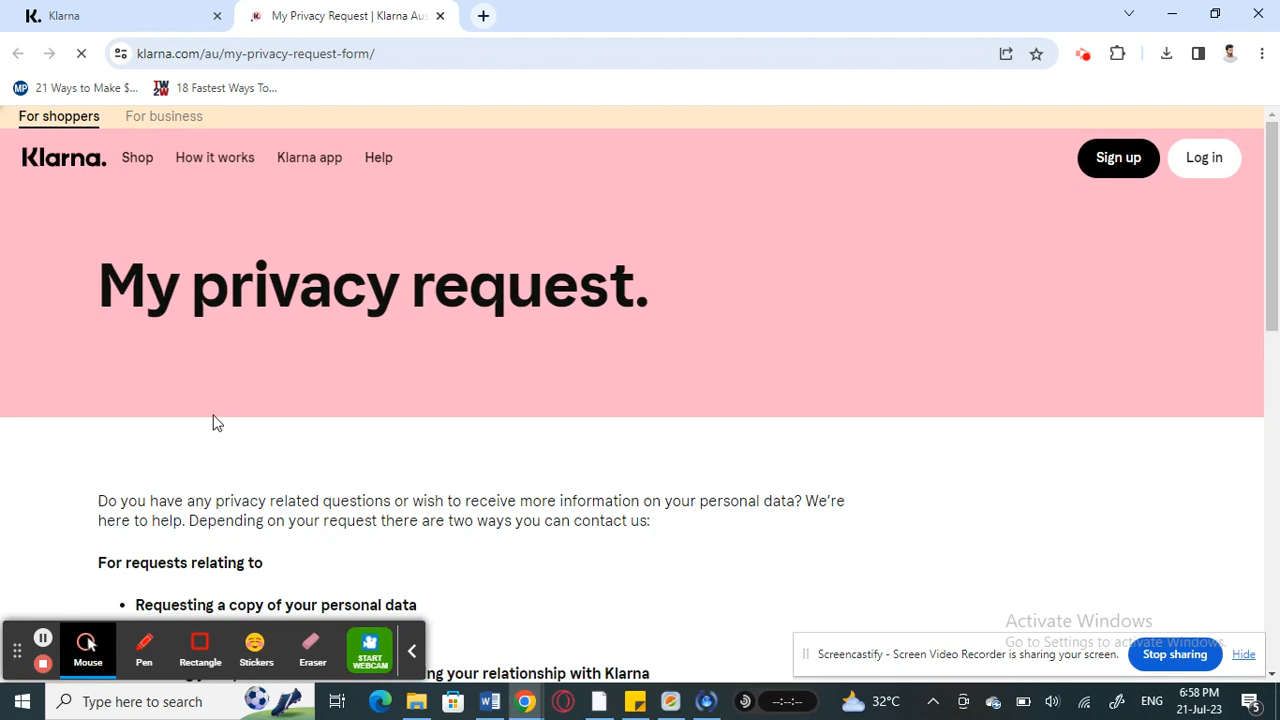 K. Klarna
My Privacy Request | Klarna Aus
klarna.com/au/my-privacy-request-form/
MP 21 Ways to Make $...
TW2W 18 Fastest Ways To...
For shoppers For business
Klarna. Shop How it works Klarna app Help Sign up Log in
My privacy request.
Do you have any privacy related questions or wish to receive more information on your personal data? We're
here to help. Depending on your request there are two ways you can contact us:
For requests relating to
• Requesting a copy of your personal data
ing your relationship with Klarna
Mouse Pen Rectangle Stickers Eraser START WEBCAM
Activate Windows
Go to Settings to activate Windows.
Screencastify - Screen Video Recorder is sharing your screen. Stop sharing Hide
Type here to search
--:--:--
32°C
ENG
6:58 PM
21-Jul-23
5